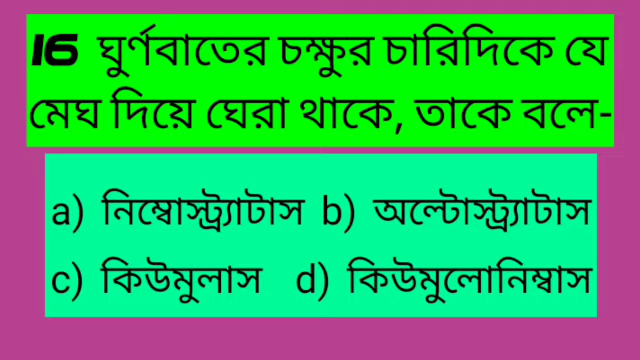 16 ঘুর্ণবাতের চক্ষুর চারিদিকে যে
মেঘ দিয়ে ঘেরা থাকে, তাকে বলে-
a) নিম্বোস্ট্র্যাটাস b) অল্টোস্ট্র্যাটাস
c) কিউমুলাস d) কিউমুলোনিম্বাস